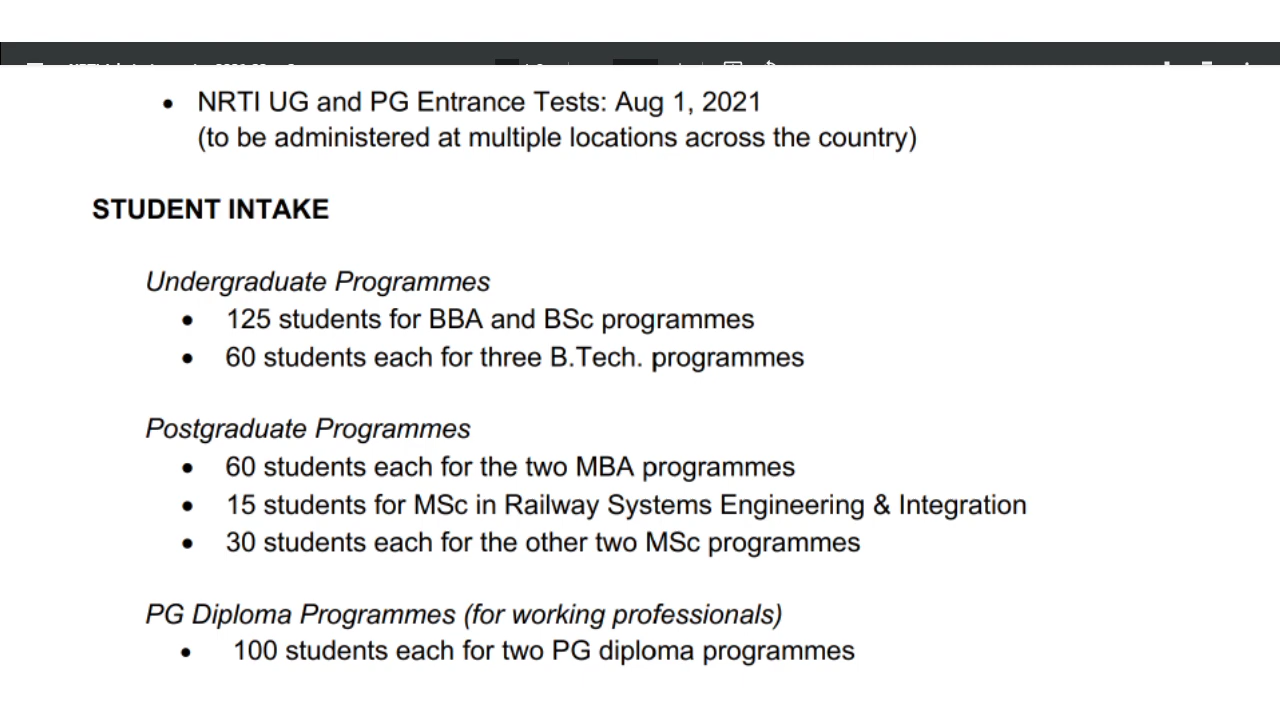 • NRTI UG and PG Entrance Tests: Aug 1, 2021
(to be administered at multiple locations across the country)
STUDENT INTAKE
Undergraduate Programmes
• 125 students for BBA and BSc programmes
• 60 students each for three B.Tech. programmes
Postgraduate Programmes
• 60 students each for the two MBA programmes
• 15 students for MSc in Railway Systems Engineering & Integration
• 30 students each for the other two MSc programmes
PG Diploma Programmes (for working professionals)
• 100 students each for two PG diploma programmes